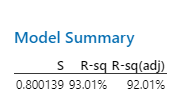 Model Summary
S R-sq R-sq(adj)
0.800139 93.01% 92.01%